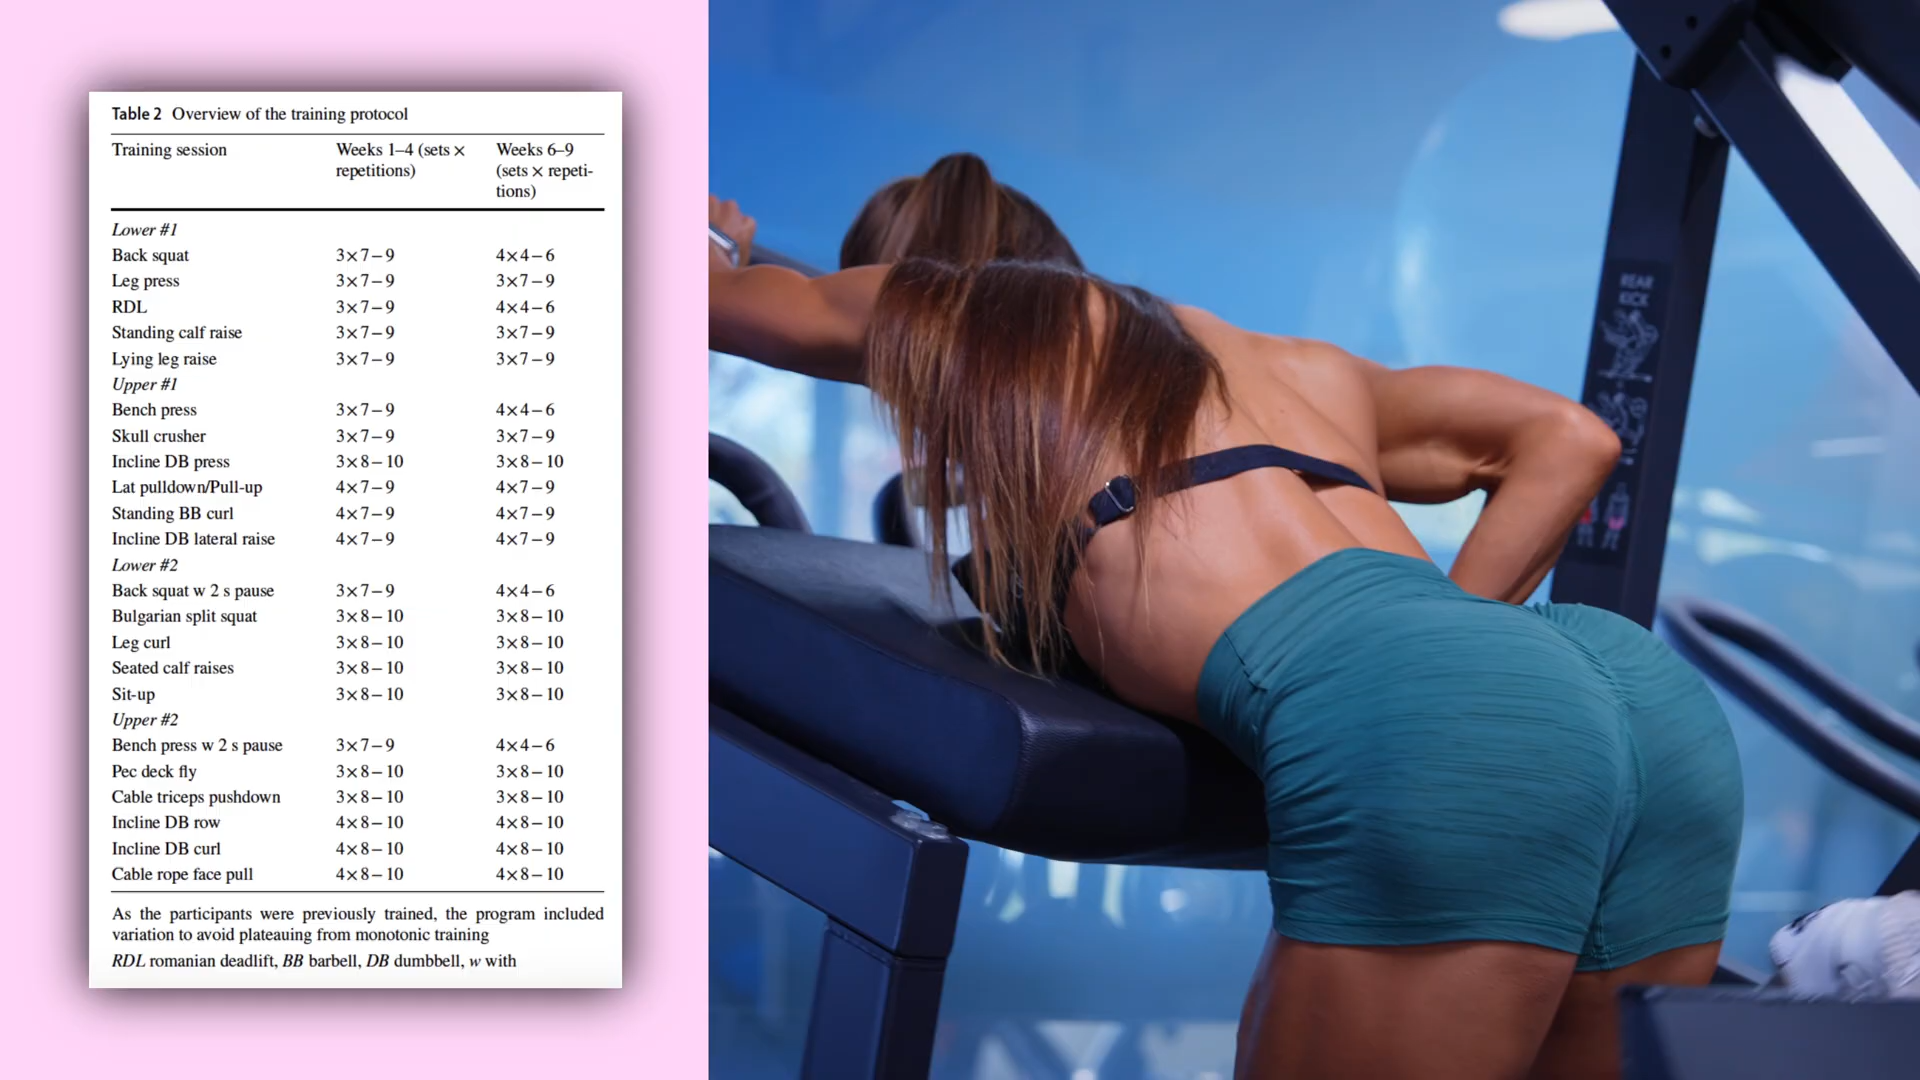 Table 2 Overview of the training protocol
Training session Weeks 1–4 (sets × repetitions) Weeks 6–9 (sets × repeti-tions)
Lower #1
Back squat 3×7–9 4×4–6
Leg press 3×7–9 3×7–9
RDL 3×7–9 4×4–6
Standing calf raise 3×7–9 3×7–9
Lying leg raise 3×7–9 3×7–9
Upper #1
Bench press 3×7–9 4×4–6
Skull crusher 3×7–9 3×7–9
Incline DB press 3×8–10 3×8–10
Lat pulldown/Pull-up 4×7–9 4×7–9
Standing BB curl 4×7–9 4×7–9
Incline DB lateral raise 4×7–9 4×7–9
Lower #2
Back squat w 2 s pause 3×7–9 4×4–6
Bulgarian split squat 3×8–10 3×8–10
Leg curl 3×8–10 3×8–10
Seated calf raises 3×8–10 3×8–10
Sit-up 3×8–10 3×8–10
Upper #2
Bench press w 2 s pause 3×7–9 4×4–6
Pec deck fly 3×8–10 3×8–10
Cable triceps pushdown 3×8–10 3×8–10
Incline DB row 4×8–10 4×8–10
Incline DB curl 4×8–10 4×8–10
Cable rope face pull 4×8–10 4×8–10
As the participants were previously trained, the program included
variation to avoid plateauing from monotonic training
RDL romanian deadlift, BB barbell, DB dumbbell, w with
REAR
KICK